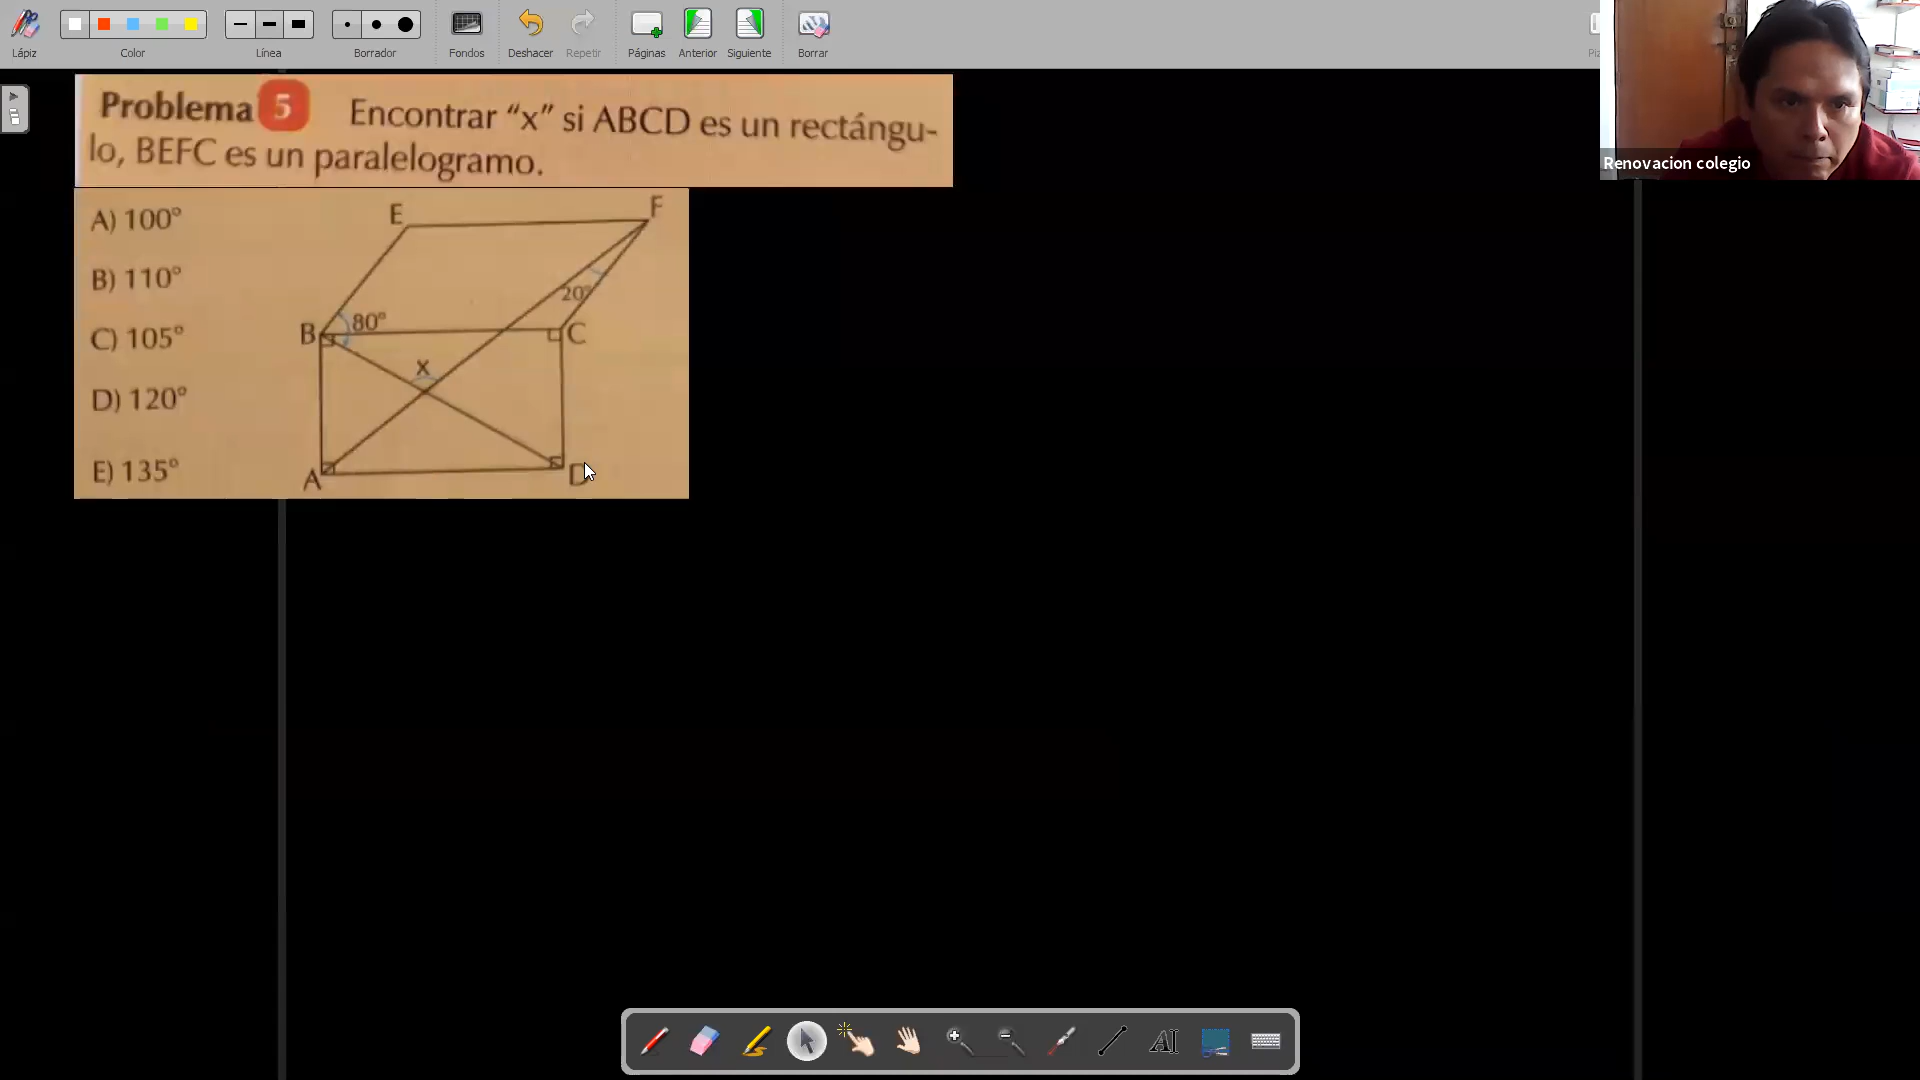 Lápiz
Color
Línea
Borrador
Fondos
Deshacer
Repetir
Páginas
Anterior
Siguiente
Borrar
Renovacion colegio
Problema 5 Encontrar “x” si ABCD es un rectángu-
lo, BEFC es un paralelogramo.
A) 100°
B) 110°
C) 105°
D) 120°
E) 135°
E
F
20°
B
80°
C
x
A
D